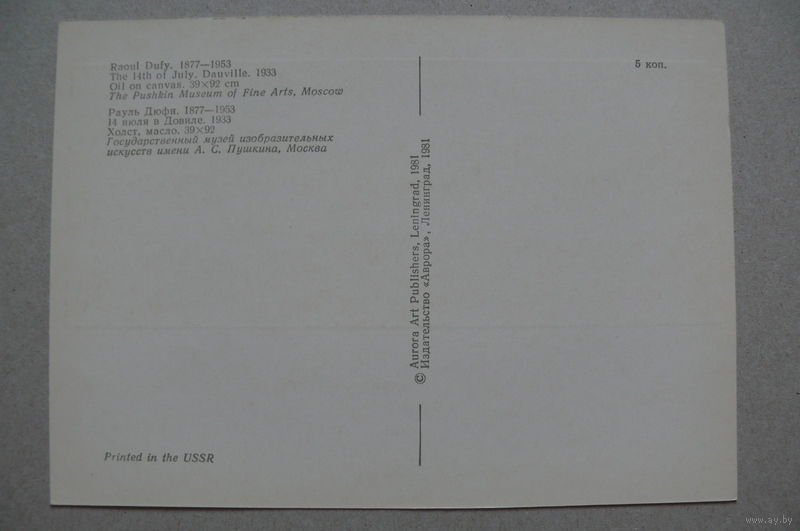 Raoul Dufy. 1877—1953
The 14th of July. Dauville. 1933
Oil on canvas. 39×92 cm
The Pushkin Museum of Fine Arts, Moscow
Рауль Дюфи. 1877—1953
14 июля в Довиле. 1933
Холст, масло. 39×92
Государственный музей изобразительных
искусств имени А. С. Пушкина, Москва
5 коп.
© Aurora Art Publishers, Leningrad, 1981
Издательство «Аврора», Ленинград, 1981
Printed in the USSR
www.ay.by